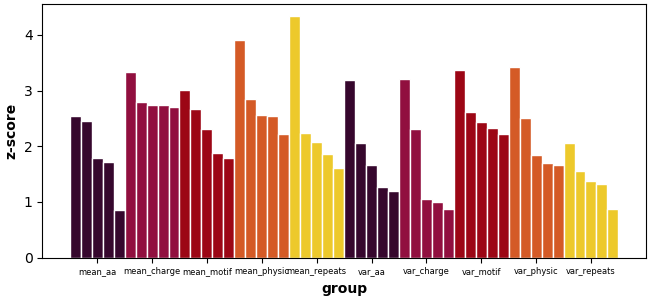 4
3
2
1
0
z-score
mean_aa mean_charge mean_motif mean_physic mean_repeats var_aa var_charge var_motif var_physic var_repeats
group